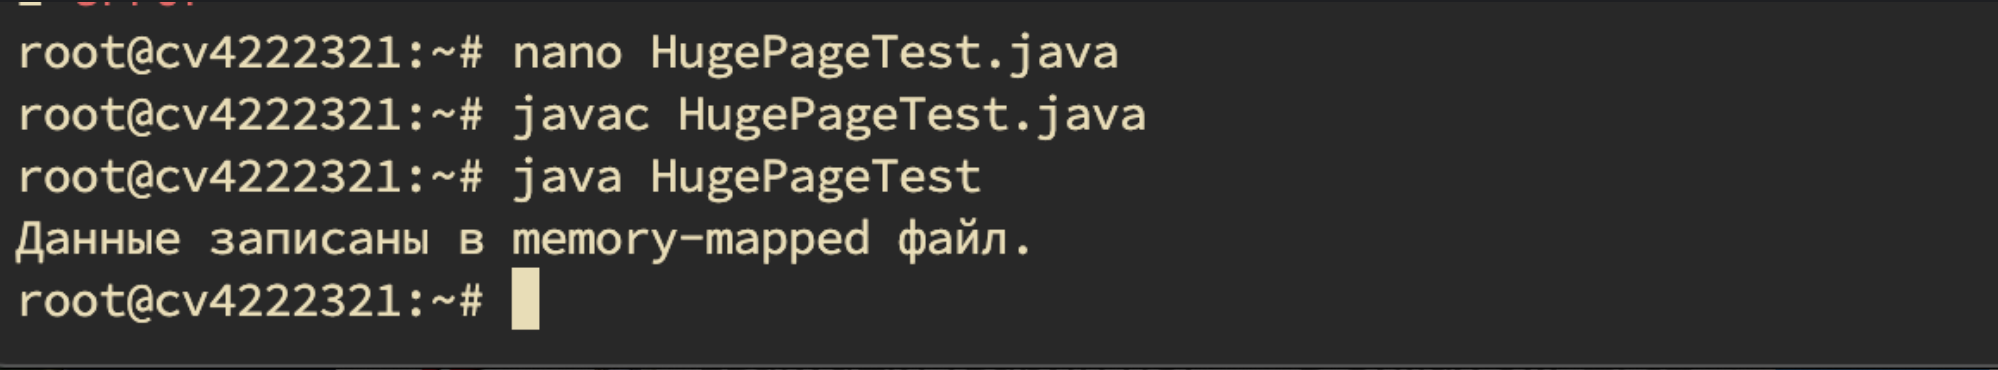 root@cv4222321:~# nano HugePageTest.java
root@cv4222321:~# javac HugePageTest.java
root@cv4222321:~# java HugePageTest
Данные записаны в memory-mapped файл.
root@cv4222321:~#